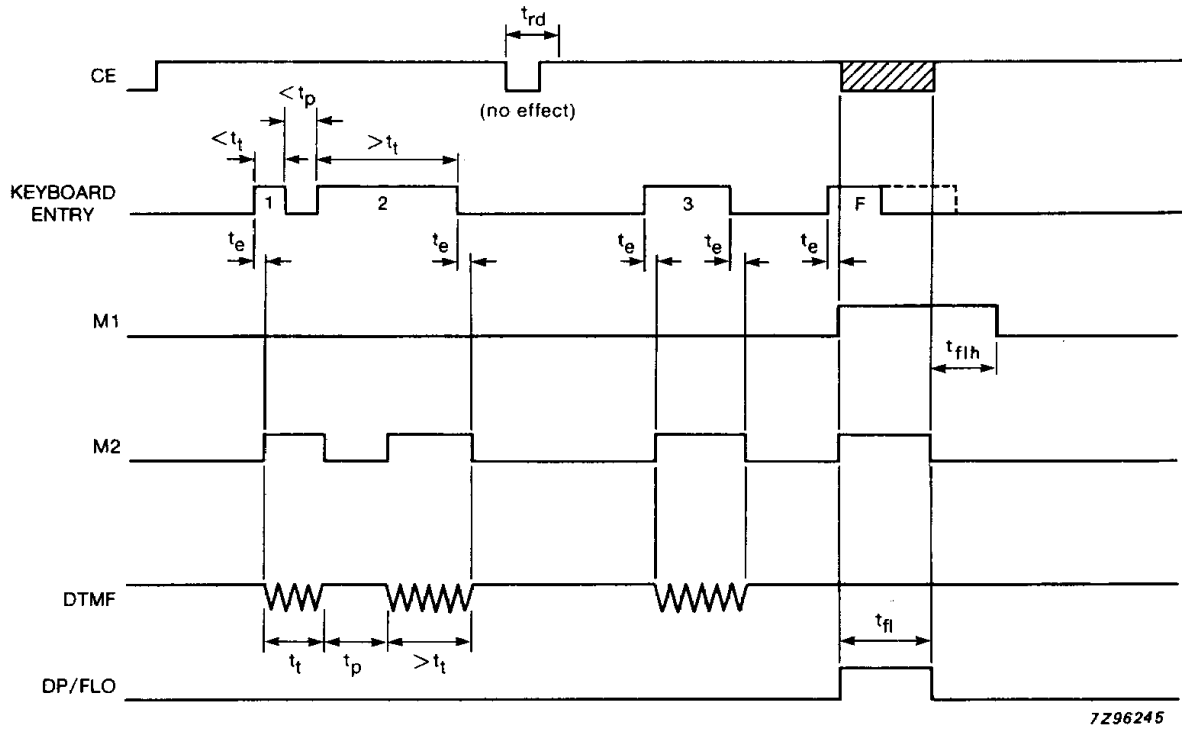 t_rd
CE
(no effect)
< t_p
< t_t
> t_t
KEYBOARD
ENTRY
1
2
3
F
t_e
t_e
t_e
t_e
t_e
M1
t_flh
M2
DTMF
t_t
t_p
> t_t
t_fl
DP/FLO
7Z96245